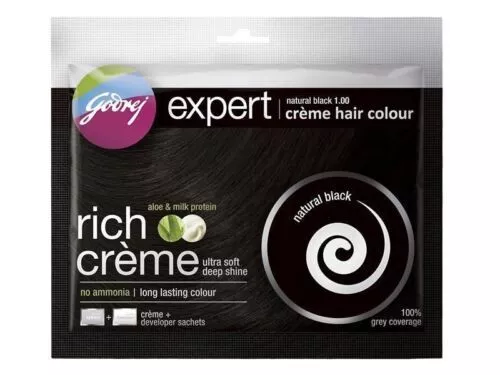 Godrej
expert
natural black 1.00
crème hair colour
aloe & milk protein
rich
crème
ultra soft
deep shine
no ammonia | long lasting colour
+
crème +
developer sachets
natural black
100%
grey coverage